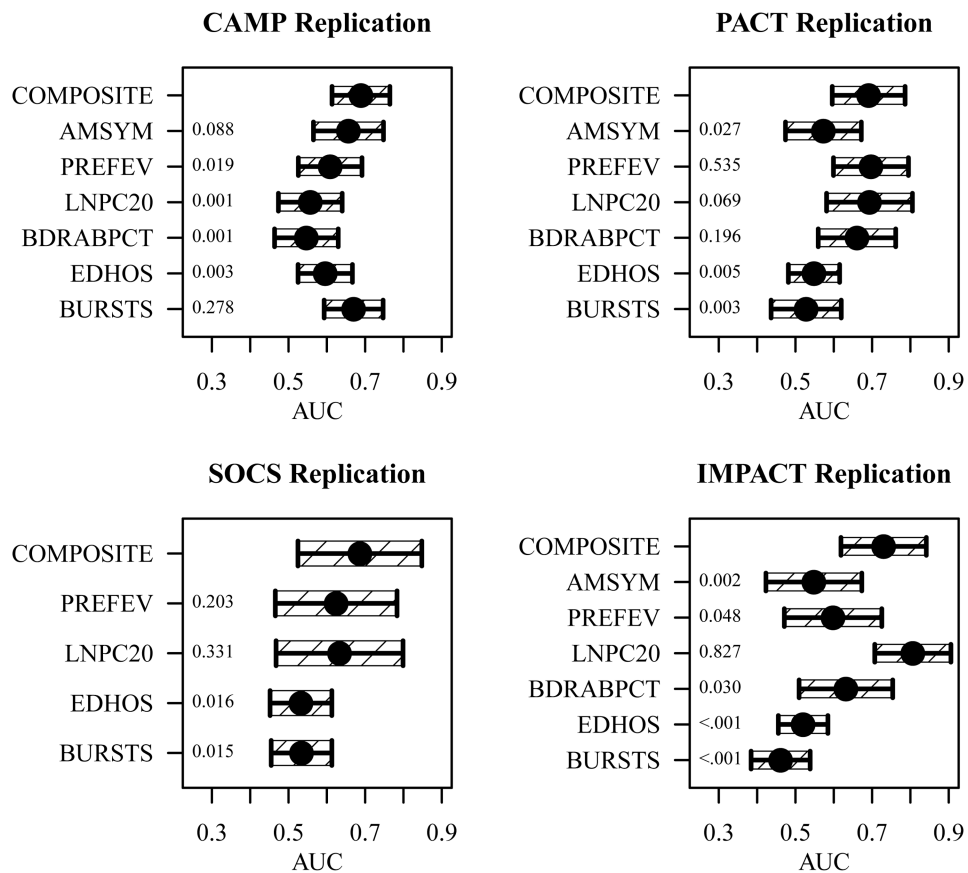 CAMP Replication
COMPOSITE
AMSYM 0.088
PREFEV 0.019
LNPC20 0.001
BDRABPCT 0.001
EDHOS 0.003
BURSTS 0.278
0.3 0.5 0.7 0.9
AUC
PACT Replication
COMPOSITE
AMSYM 0.027
PREFEV 0.535
LNPC20 0.069
BDRABPCT 0.196
EDHOS 0.005
BURSTS 0.003
0.3 0.5 0.7 0.9
AUC
SOCS Replication
COMPOSITE
PREFEV 0.203
LNPC20 0.331
EDHOS 0.016
BURSTS 0.015
0.3 0.5 0.7 0.9
AUC
IMPACT Replication
COMPOSITE
AMSYM 0.002
PREFEV 0.048
LNPC20 0.827
BDRABPCT 0.030
EDHOS <.001
BURSTS <.001
0.3 0.5 0.7 0.9
AUC